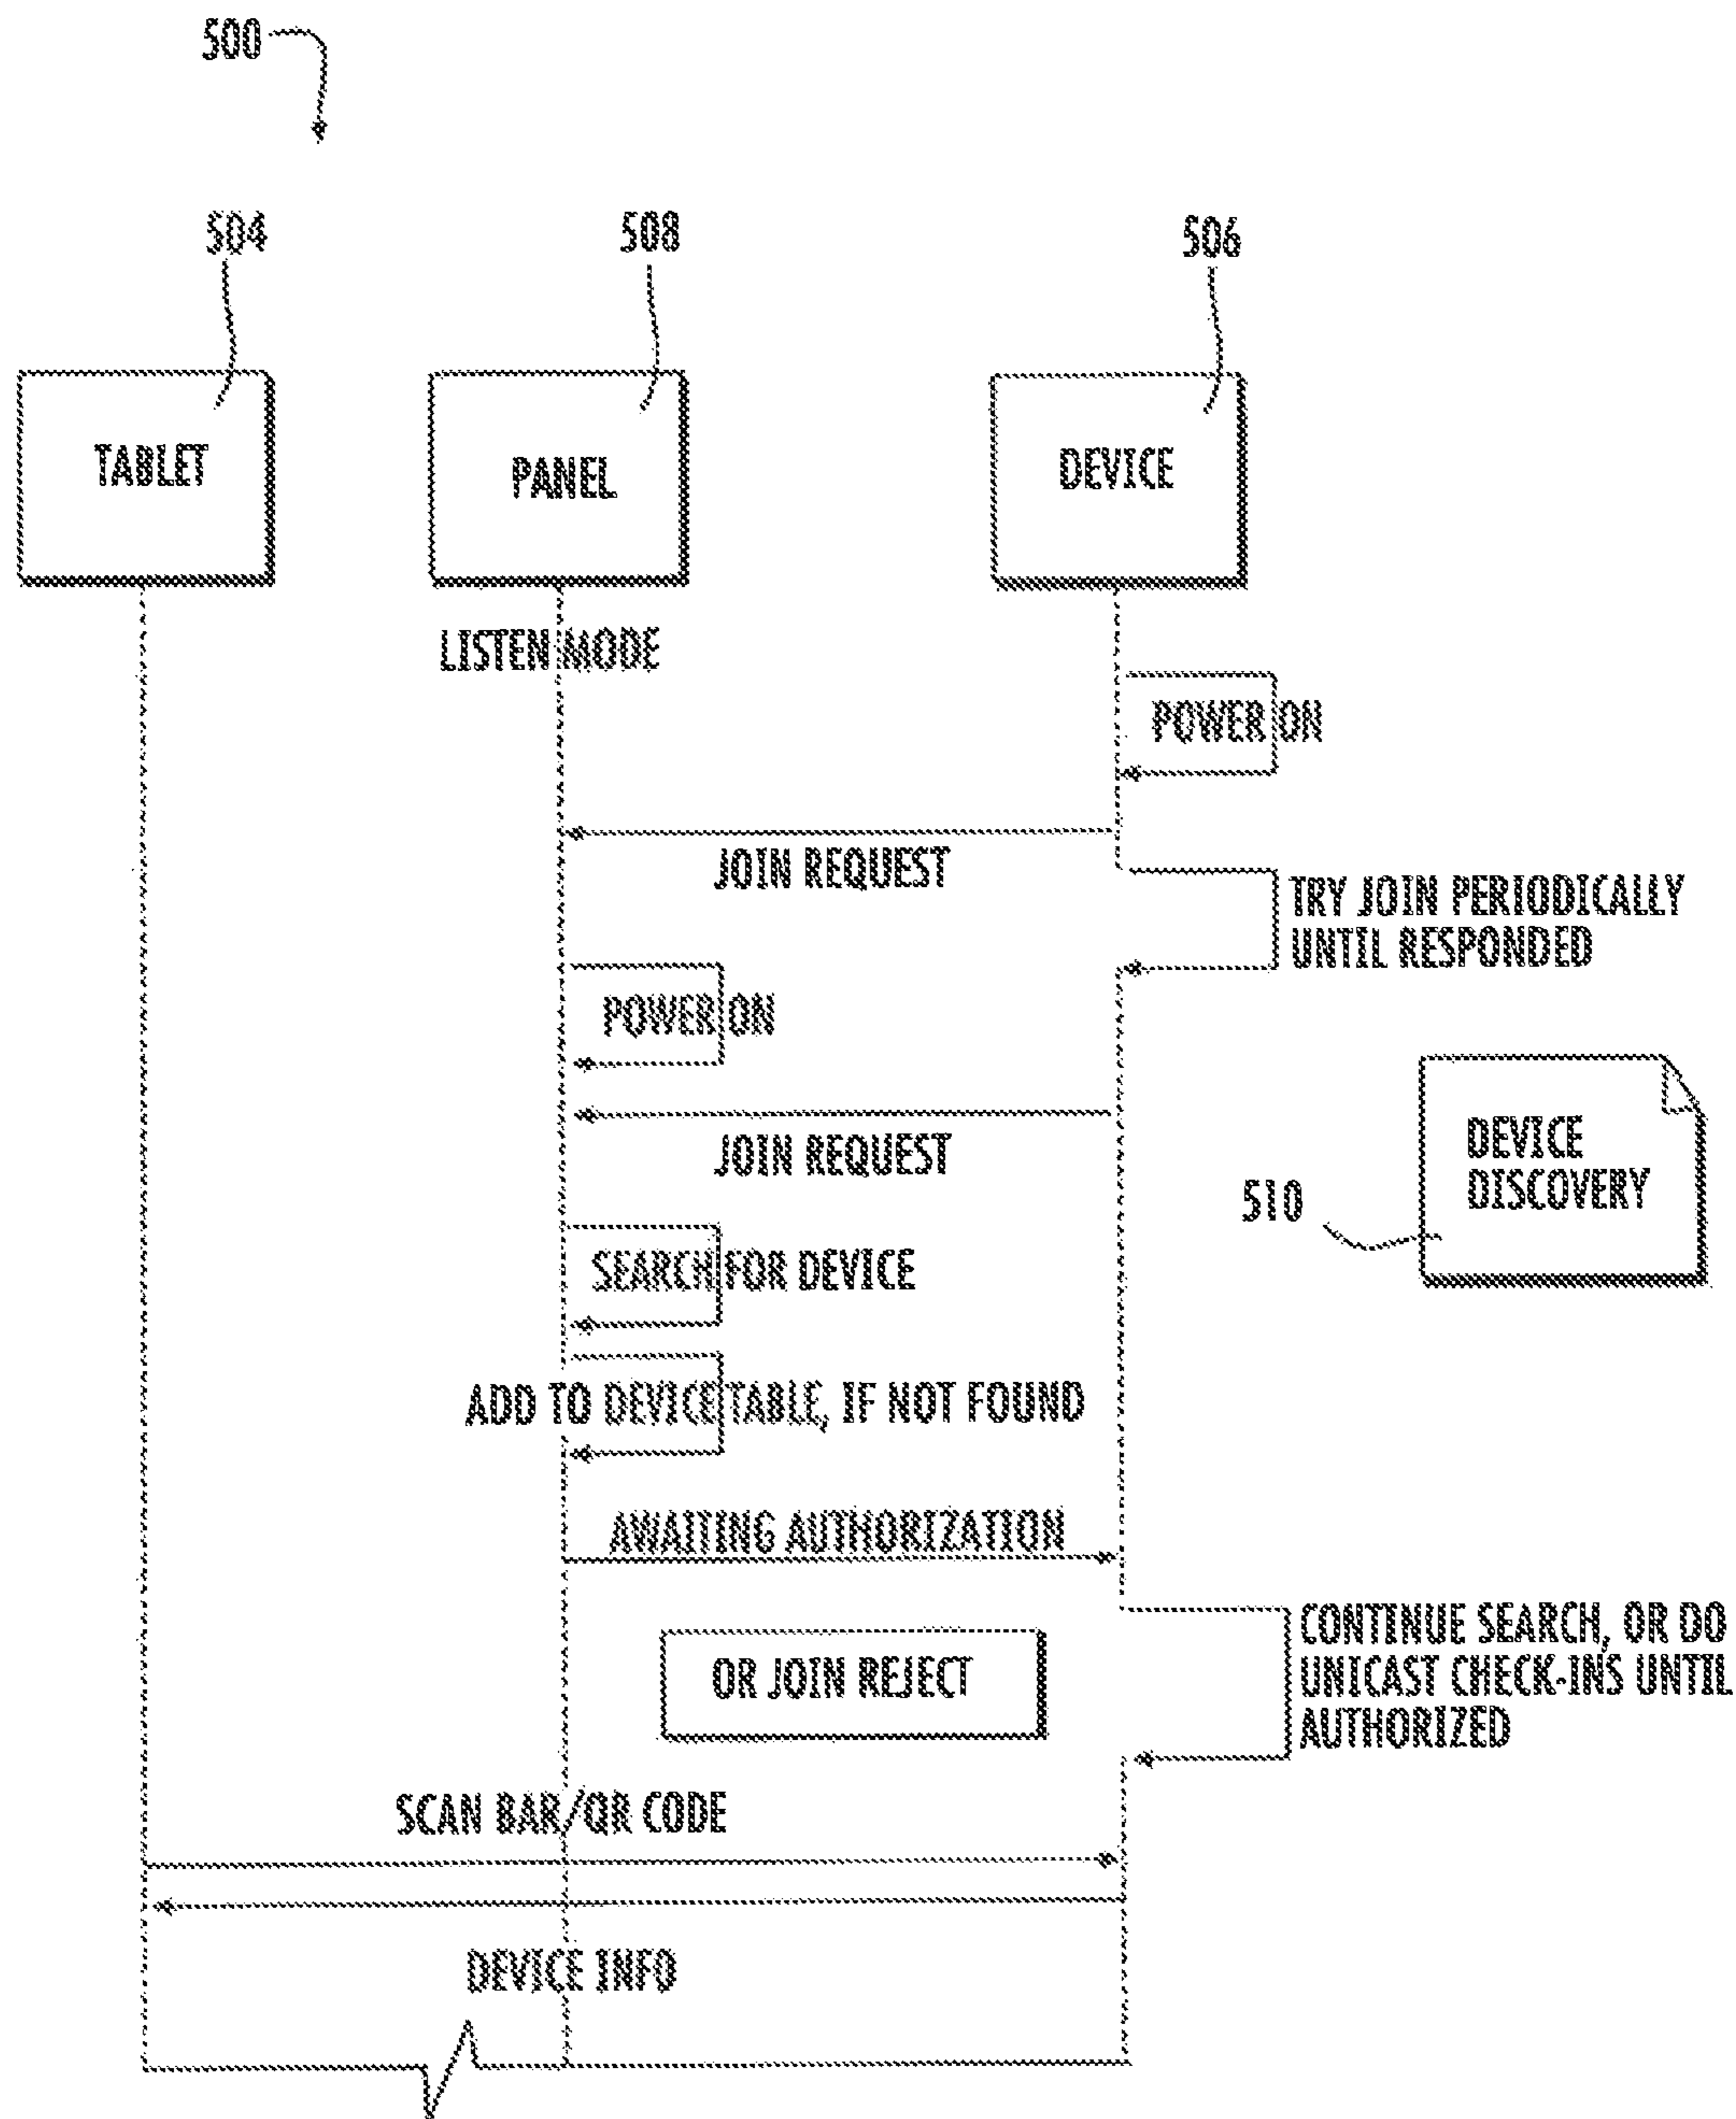 500
504
508
506
TABLET
PANEL
DEVICE
LISTEN MODE
POWER ON
JOIN REQUEST
TRY JOIN PERIODICALLY
UNTIL RESPONDED
POWER ON
JOIN REQUEST
DEVICE
DISCOVERY
510
SEARCH FOR DEVICE
ADD TO DEVICE TABLE, IF NOT FOUND
AWAITING AUTHORIZATION
OR JOIN REJECT
CONTINUE SEARCH, OR DO
UNICAST CHECK-INS UNTIL
AUTHORIZED
SCAN BAR/QR CODE
DEVICE INFO